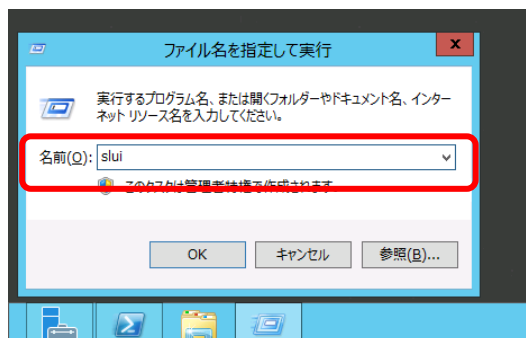 ファイル名を指定して実行
x
実行するプログラム名、または開くフォルダーやドキュメント名、インター
ネット リソース名を入力してください。
名前(O): slui
このタスクは管理者特権で作成されます。
OK キャンセル 参照(B)...